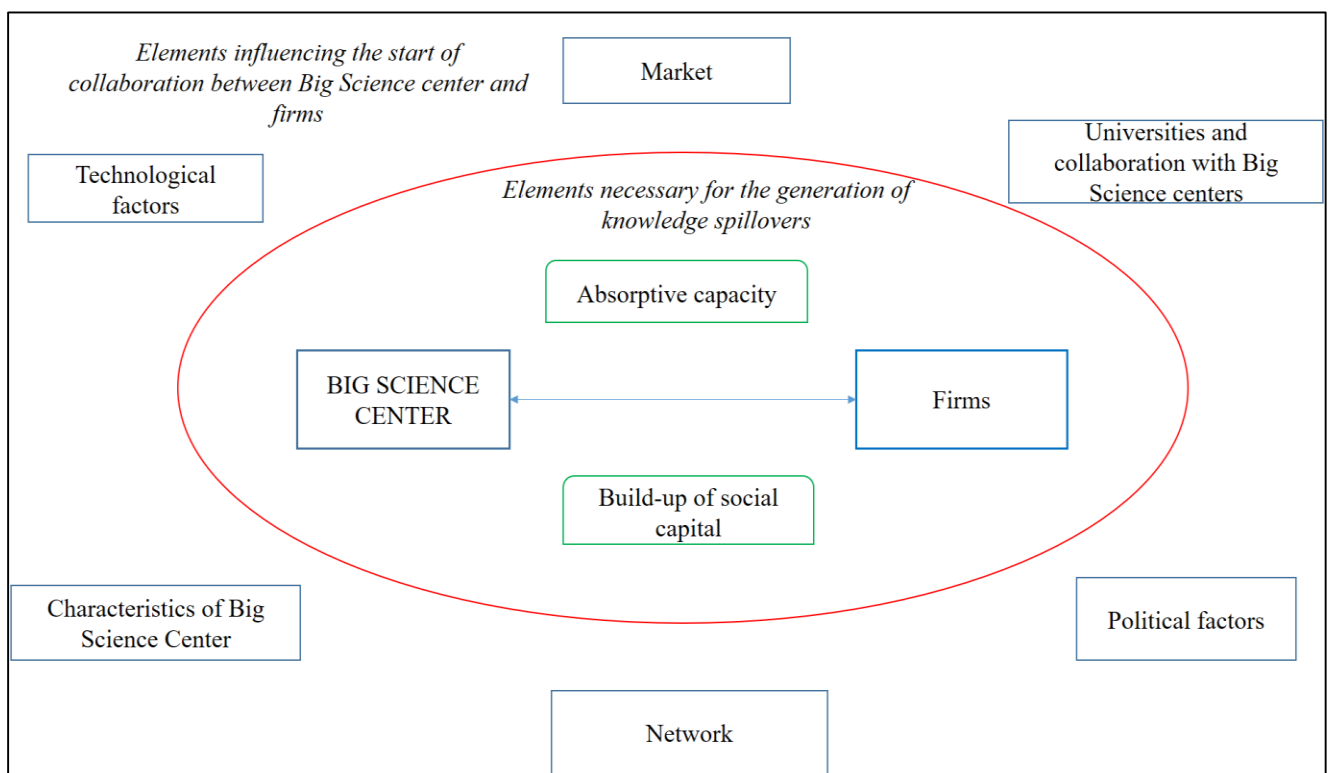 Elements influencing the start of
collaboration between Big Science center and
firms
Market
Universities and
collaboration with Big
Science centers
Technological
factors
Elements necessary for the generation of
knowledge spillovers
Absorptive capacity
BIG SCIENCE
CENTER
Firms
Build-up of social
capital
Characteristics of Big
Science Center
Political factors
Network